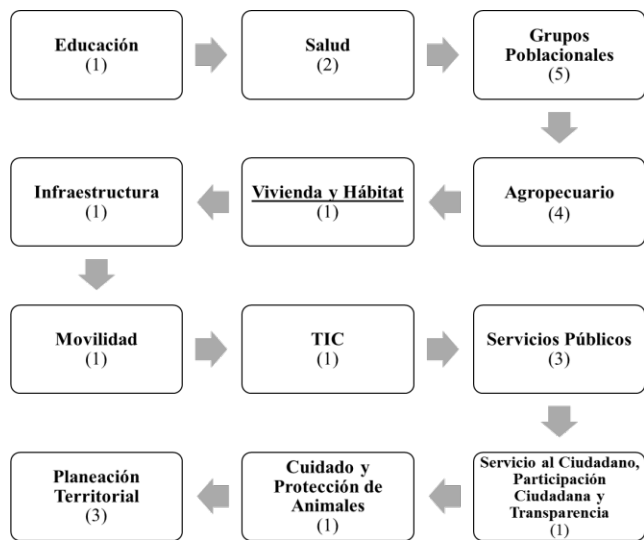 Educación
(1)
Salud
(2)
Grupos
Poblacionales
(5)
Agropecuario
(4)
Vivienda y Hábitat
(1)
Infraestructura
(1)
Movilidad
(1)
TIC
(1)
Servicios Públicos
(3)
Servicio al Ciudadano,
Participación
Ciudadana y
Transparencia
(1)
Cuidado y
Protección de
Animales
(1)
Planeación
Territorial
(3)